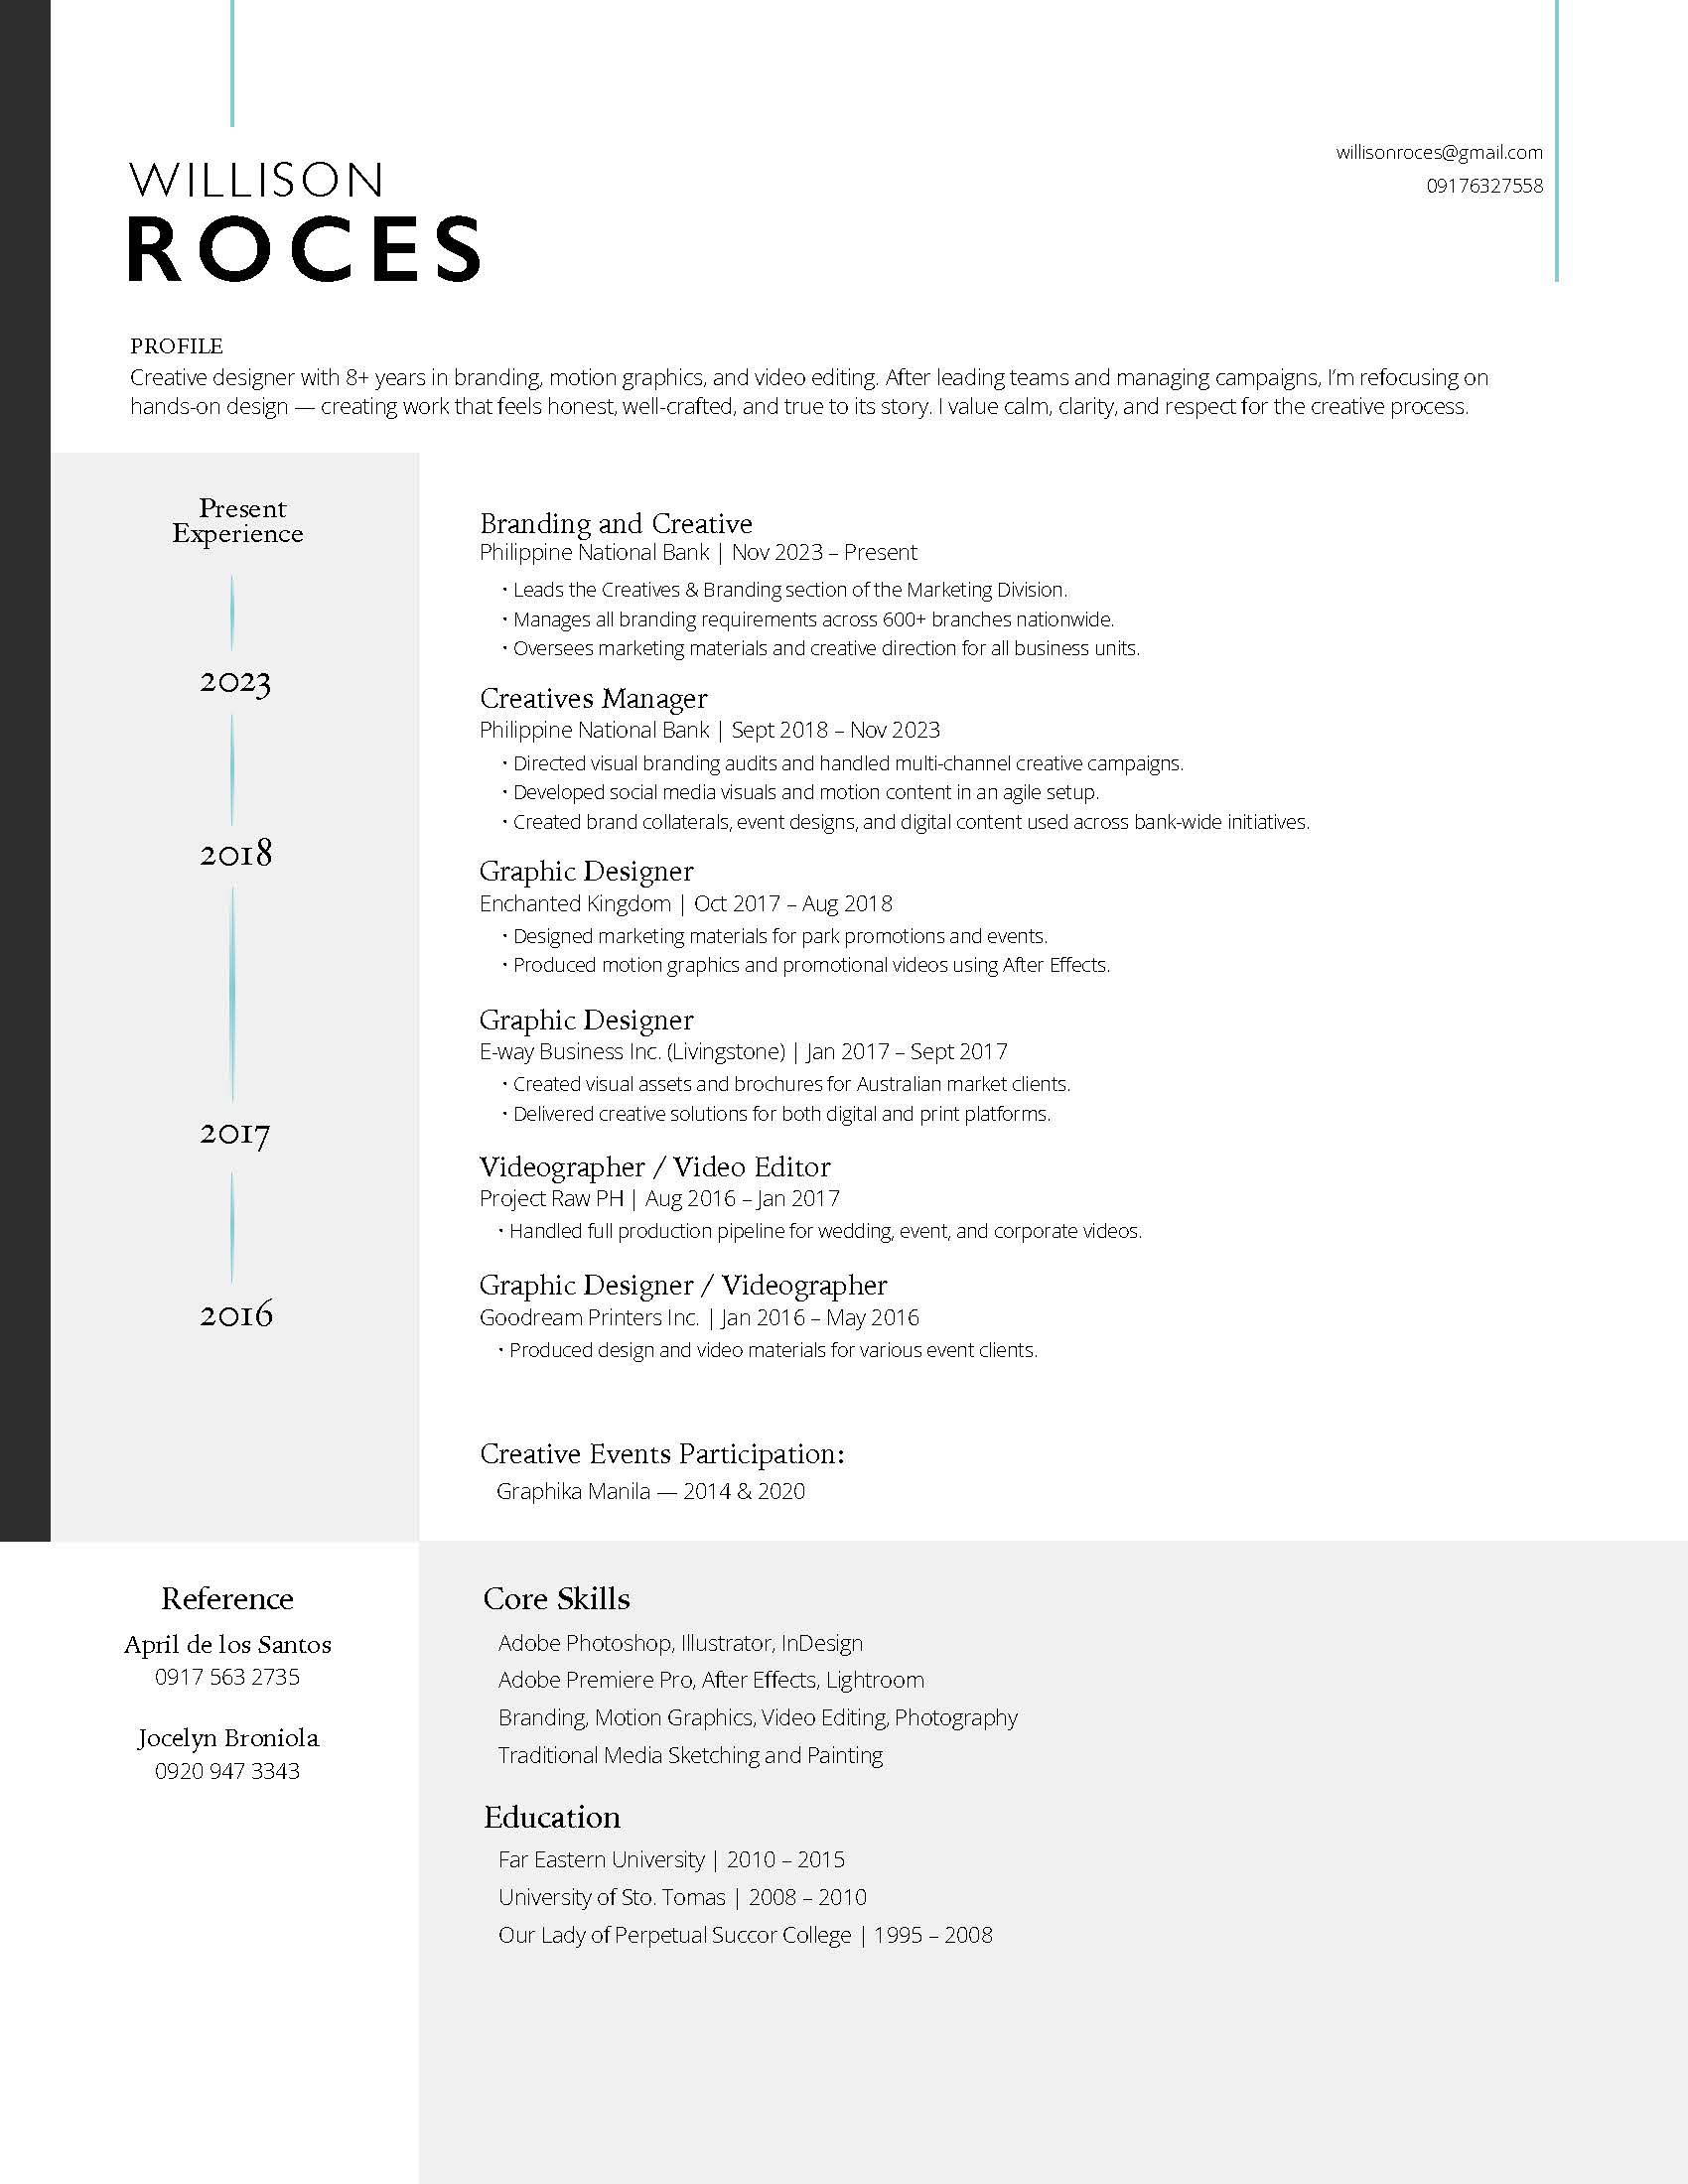 WILLISON
ROCES
willisonroces@gmail.com
09176327558
PROFILE
Creative designer with 8+ years in branding, motion graphics, and video editing. After leading teams and managing campaigns, I'm refocusing on
hands-on design — creating work that feels honest, well-crafted, and true to its story. I value calm, clarity, and respect for the creative process.
Present
Experience
2023
2018
2017
2016
Branding and Creative
Philippine National Bank | Nov 2023 – Present
• Leads the Creatives & Branding section of the Marketing Division.
• Manages all branding requirements across 600+ branches nationwide.
• Oversees marketing materials and creative direction for all business units.
Creatives Manager
Philippine National Bank | Sept 2018 – Nov 2023
• Directed visual branding audits and handled multi-channel creative campaigns.
• Developed social media visuals and motion content in an agile setup.
• Created brand collaterals, event designs, and digital content used across bank-wide initiatives.
Graphic Designer
Enchanted Kingdom | Oct 2017 – Aug 2018
• Designed marketing materials for park promotions and events.
• Produced motion graphics and promotional videos using After Effects.
Graphic Designer
E-way Business Inc. (Livingstone) | Jan 2017 – Sept 2017
• Created visual assets and brochures for Australian market clients.
• Delivered creative solutions for both digital and print platforms.
Videographer / Video Editor
Project Raw PH | Aug 2016 – Jan 2017
• Handled full production pipeline for wedding, event, and corporate videos.
Graphic Designer / Videographer
Goodream Printers Inc. | Jan 2016 – May 2016
• Produced design and video materials for various event clients.
Creative Events Participation:
Graphika Manila — 2014 & 2020
Reference
April de los Santos
0917 563 2735
Jocelyn Broniola
0920 947 3343
Core Skills
Adobe Photoshop, Illustrator, InDesign
Adobe Premiere Pro, After Effects, Lightroom
Branding, Motion Graphics, Video Editing, Photography
Traditional Media Sketching and Painting
Education
Far Eastern University | 2010 – 2015
University of Sto. Tomas | 2008 – 2010
Our Lady of Perpetual Succor College | 1995 – 2008